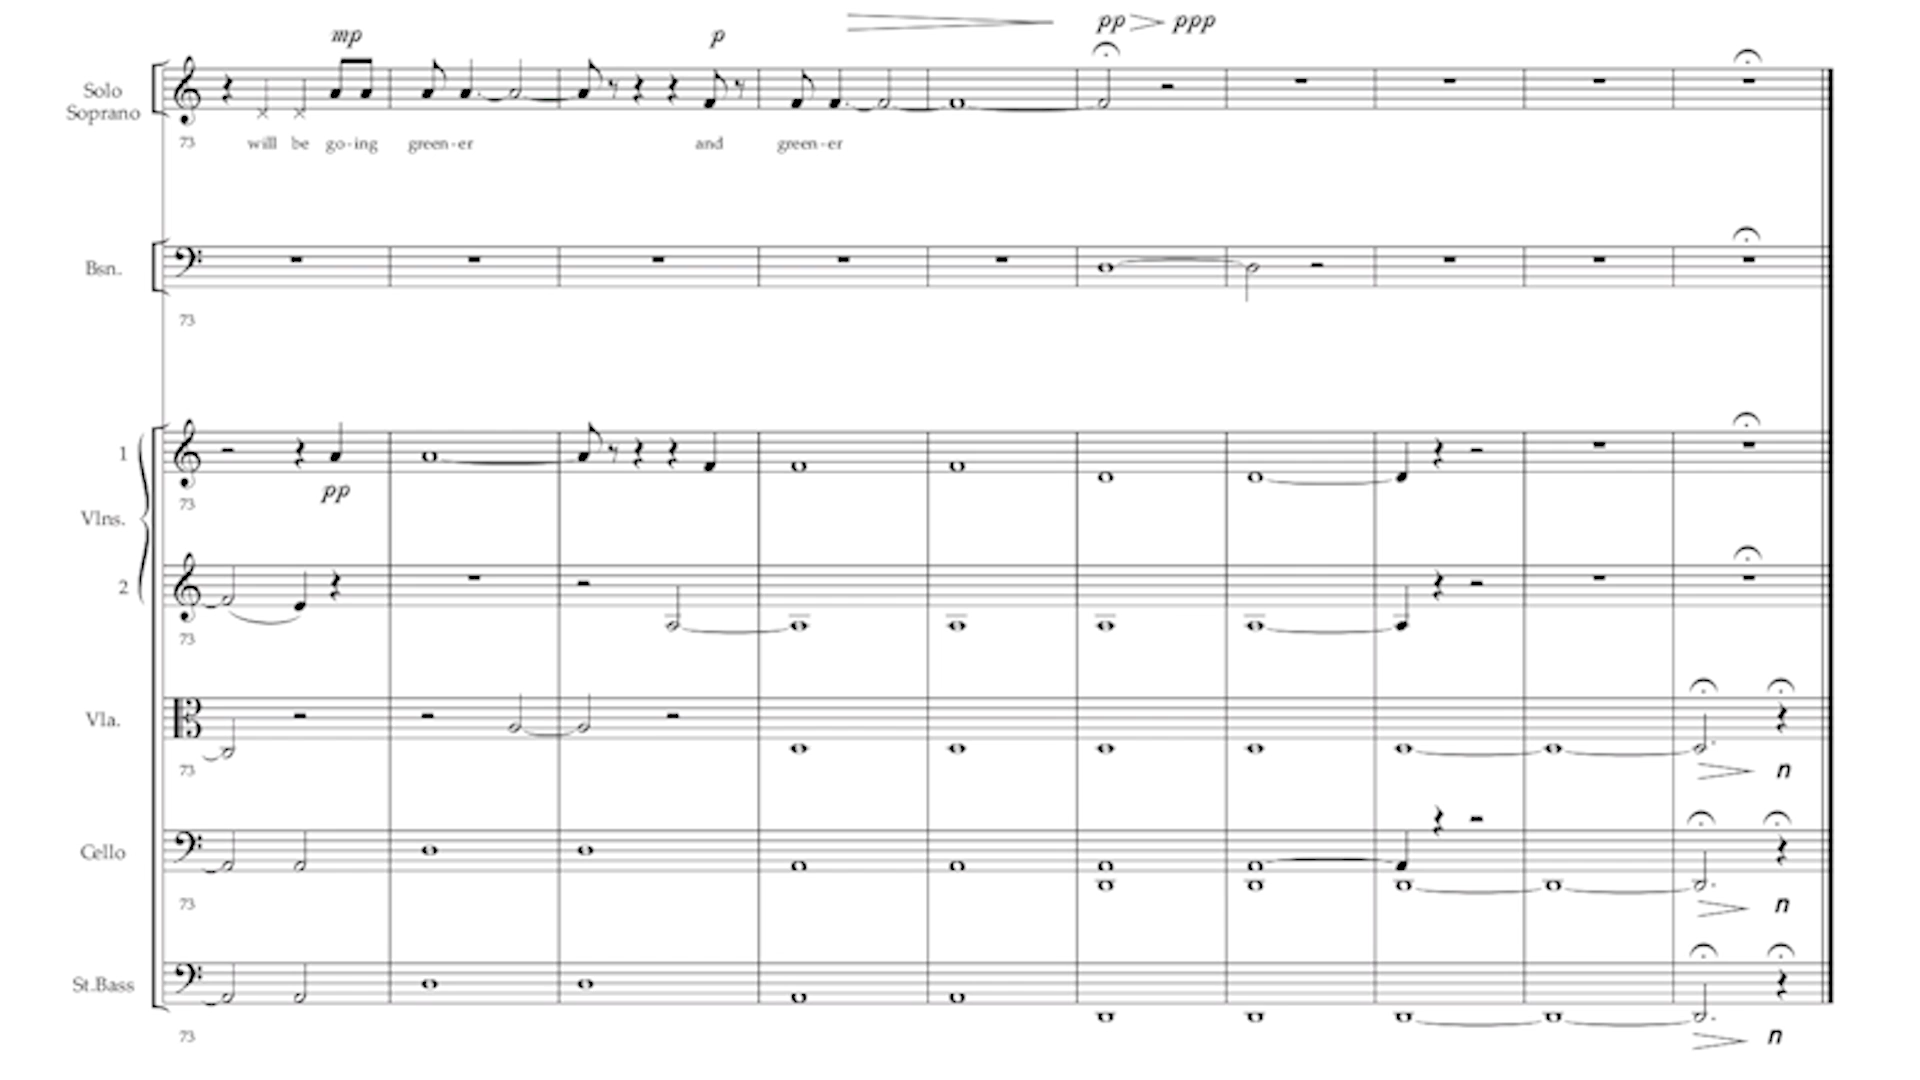 mp p pp ppp
Solo
Soprano
73 will be go-ing green-er and green-er
Bsn.
73
1
pp
73
Vlns.
2
73
Vla.
73 n
Cello
73 n
St.Bass
73 n